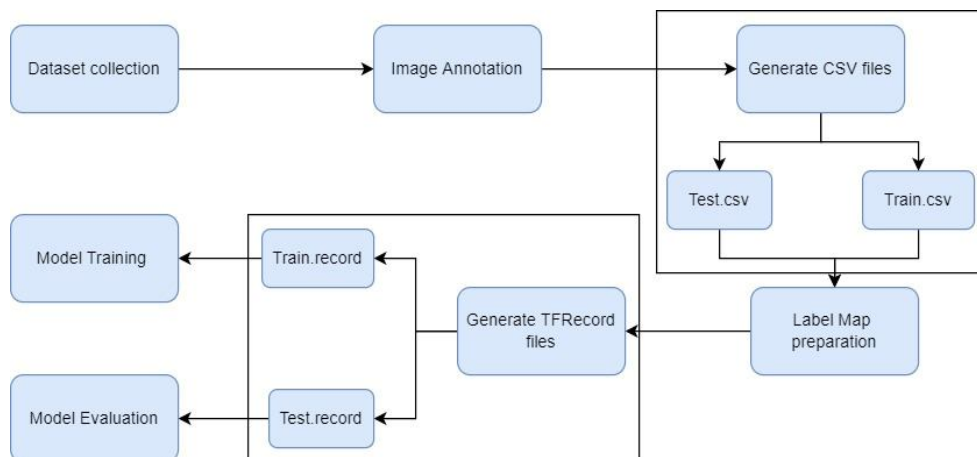 Dataset collection
Image Annotation
Generate CSV files
Test.csv
Train.csv
Model Training
Train.record
Generate TFRecord
files
Label Map
preparation
Model Evaluation
Test.record